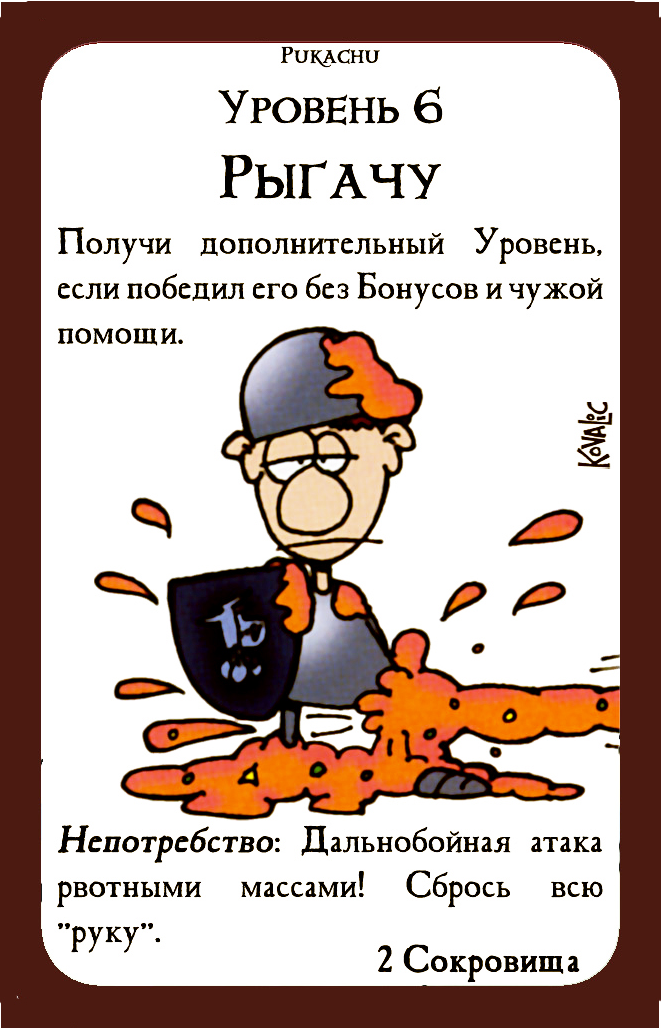 Pukachu
Уровень 6
Рыгачу
Получи дополнительный Уровень,
если победил его без Бонусов и чужой
помощи.
Kovalic
Непотребство: Дальнобойная атака
рвотными массами! Сбрось всю
"руку".
2 Сокровища